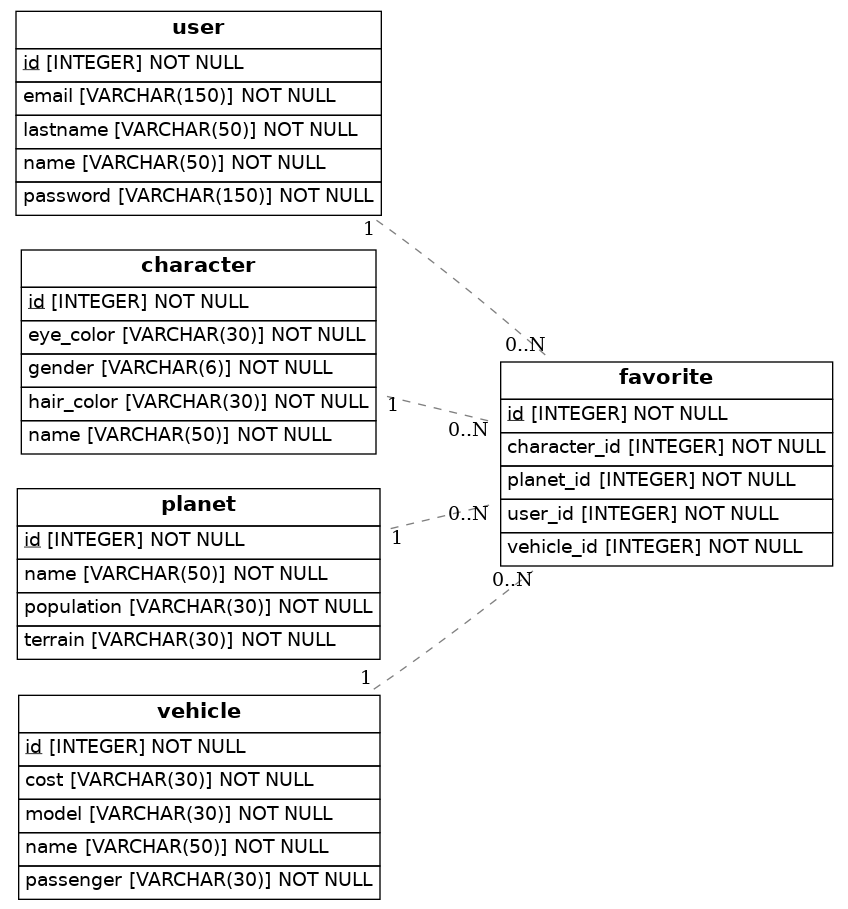 user
id [INTEGER] NOT NULL
email [VARCHAR(150)] NOT NULL
lastname [VARCHAR(50)] NOT NULL
name [VARCHAR(50)] NOT NULL
password [VARCHAR(150)] NOT NULL
1
0..N
character
id [INTEGER] NOT NULL
eye_color [VARCHAR(30)] NOT NULL
gender [VARCHAR(6)] NOT NULL
hair_color [VARCHAR(30)] NOT NULL
name [VARCHAR(50)] NOT NULL
1
0..N
planet
id [INTEGER] NOT NULL
name [VARCHAR(50)] NOT NULL
population [VARCHAR(30)] NOT NULL
terrain [VARCHAR(30)] NOT NULL
1
0..N
vehicle
id [INTEGER] NOT NULL
cost [VARCHAR(30)] NOT NULL
model [VARCHAR(30)] NOT NULL
name [VARCHAR(50)] NOT NULL
passenger [VARCHAR(30)] NOT NULL
1
0..N
favorite
id [INTEGER] NOT NULL
character_id [INTEGER] NOT NULL
planet_id [INTEGER] NOT NULL
user_id [INTEGER] NOT NULL
vehicle_id [INTEGER] NOT NULL